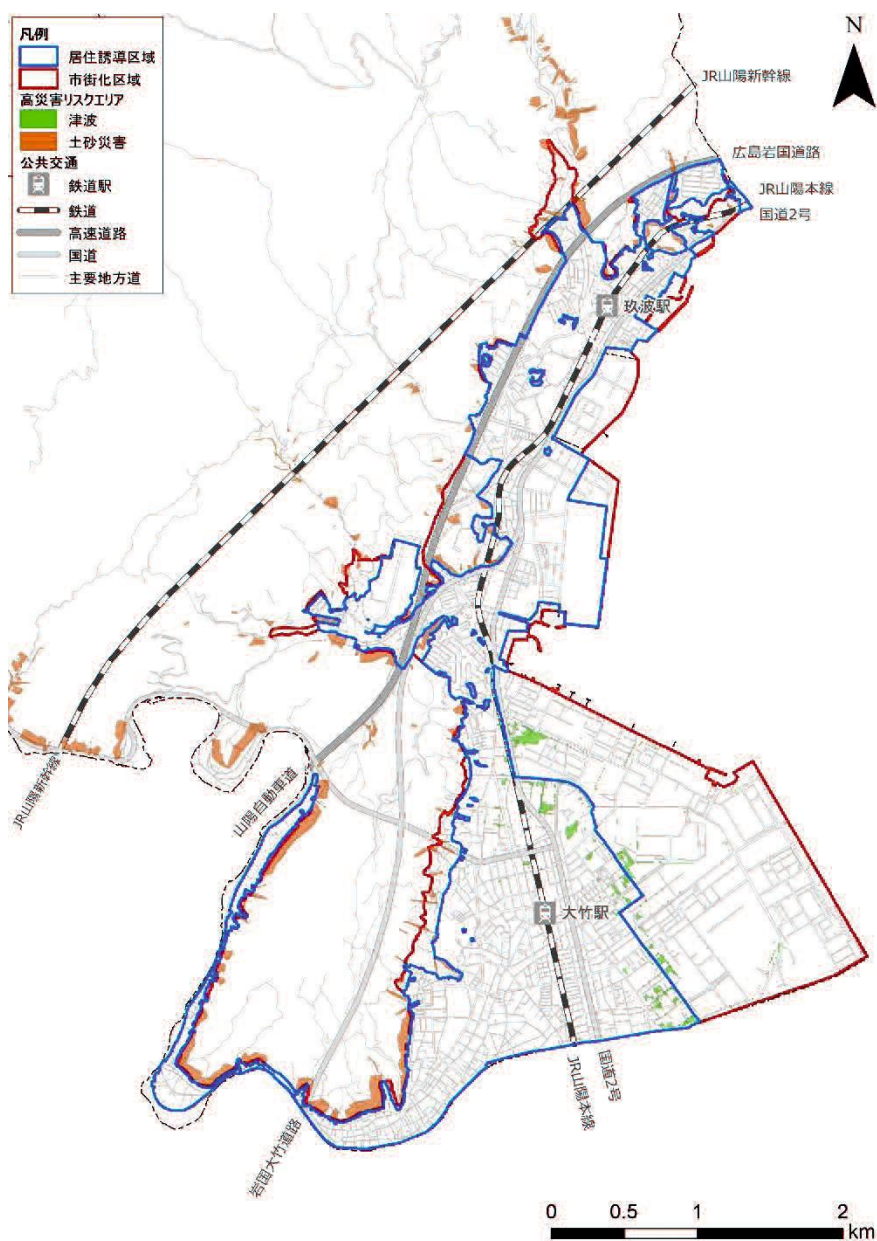 凡例
居住誘導区域
市街化区域
高災害リスクエリア
津波
土砂災害
公共交通
鉄道駅
鉄道
高速道路
国道
主要地方道
N
JR山陽新幹線
広島岩国道路
JR山陽本線
国道2号
玖波駅
JR山陽新幹線
山陽自動車道
大竹駅
岩国大竹道路
JR山陽本線
国道2号
0 0.5 1 2
km